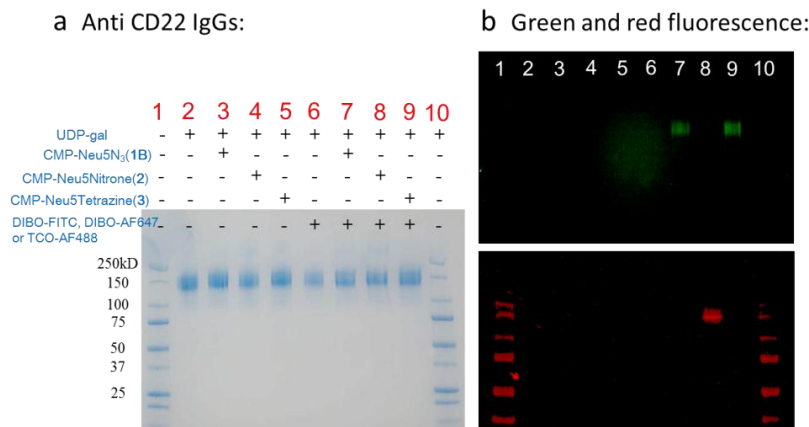 a Anti CD22 IgGs:
1 2 3 4 5 6 7 8 9 10
UDP-gal - + + + + + + + + +
CMP-Neu5N₃(1B) - - + - - - + - - -
CMP-Neu5Nitrone(2) - - - + - - - + - -
CMP-Neu5Tetrazine(3) - - - - + - - - + -
DIBO-FITC, DIBO-AF647 - - - - - + + + + -
or TCO-AF488
250kD
150
100
75
50
37
25
b Green and red fluorescence:
1 2 3 4 5 6 7 8 9 10